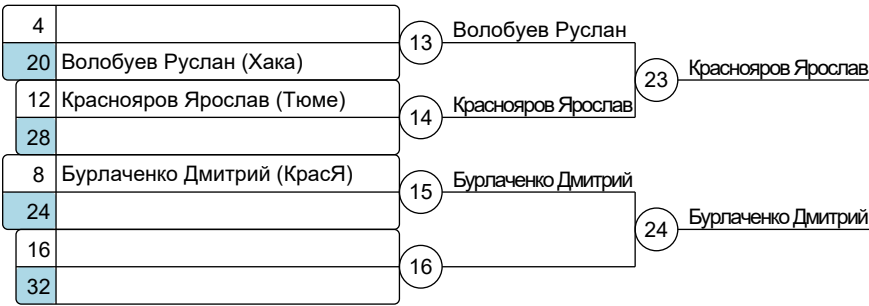 4
20 Волобуев Руслан (Хака)
12 Краснояров Ярослав (Тюме)
28
8 Бурлаченко Дмитрий (КрасЯ)
24
16
32
13 Волобуев Руслан
14 Краснояров Ярослав
15 Бурлаченко Дмитрий
16
23 Краснояров Ярослав
24 Бурлаченко Дмитрий